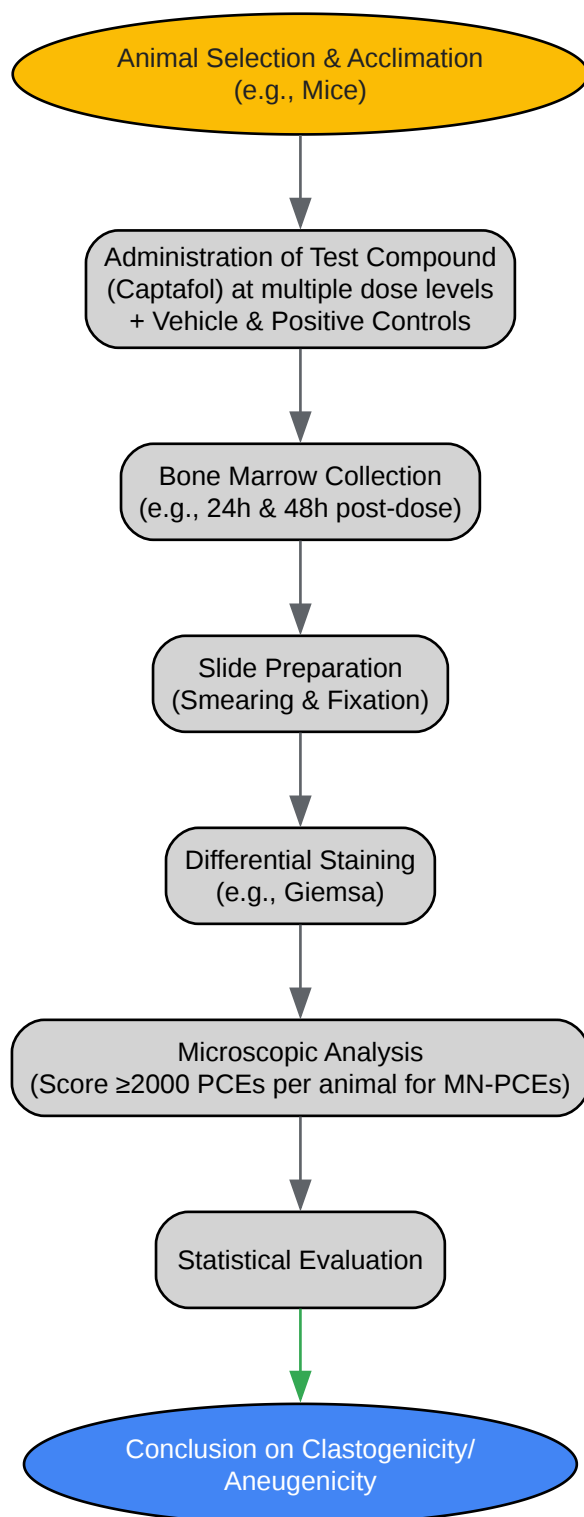 Animal Selection & Acclimation
(e.g., Mice)
Administration of Test Compound
(Captafol) at multiple dose levels
+ Vehicle & Positive Controls
Bone Marrow Collection
(e.g., 24h & 48h post-dose)
Slide Preparation
(Smearing & Fixation)
Differential Staining
(e.g., Giemsa)
Microscopic Analysis
(Score ≥2000 PCEs per animal for MN-PCEs)
Statistical Evaluation
Conclusion on Clastogenicity/
Aneugenicity